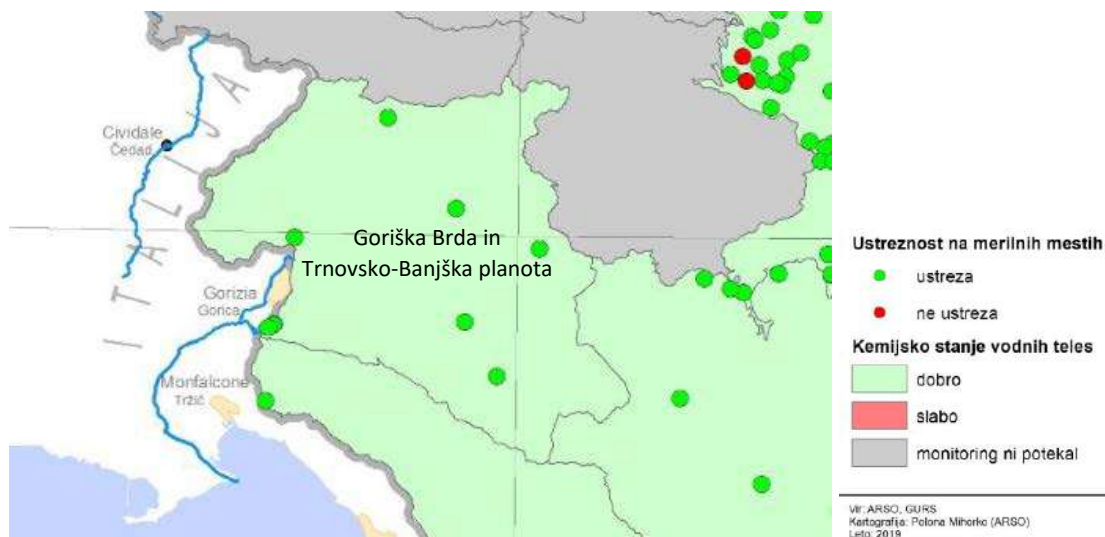 Cividale
Čedad
ITALIJA
Goriška Brda in
Trnovsko-Banjška planota
Gorizia
Gorica
Monfalcone
Tržič
Ustreznost na merilnih mestih
ustreza
ne ustreza
Kemijsko stanje vodnih teles
dobro
slabo
monitoring ni potekal
Vir: ARSO, GURS
Kartografija: Polona Mihorko (ARSO)
Leto: 2019